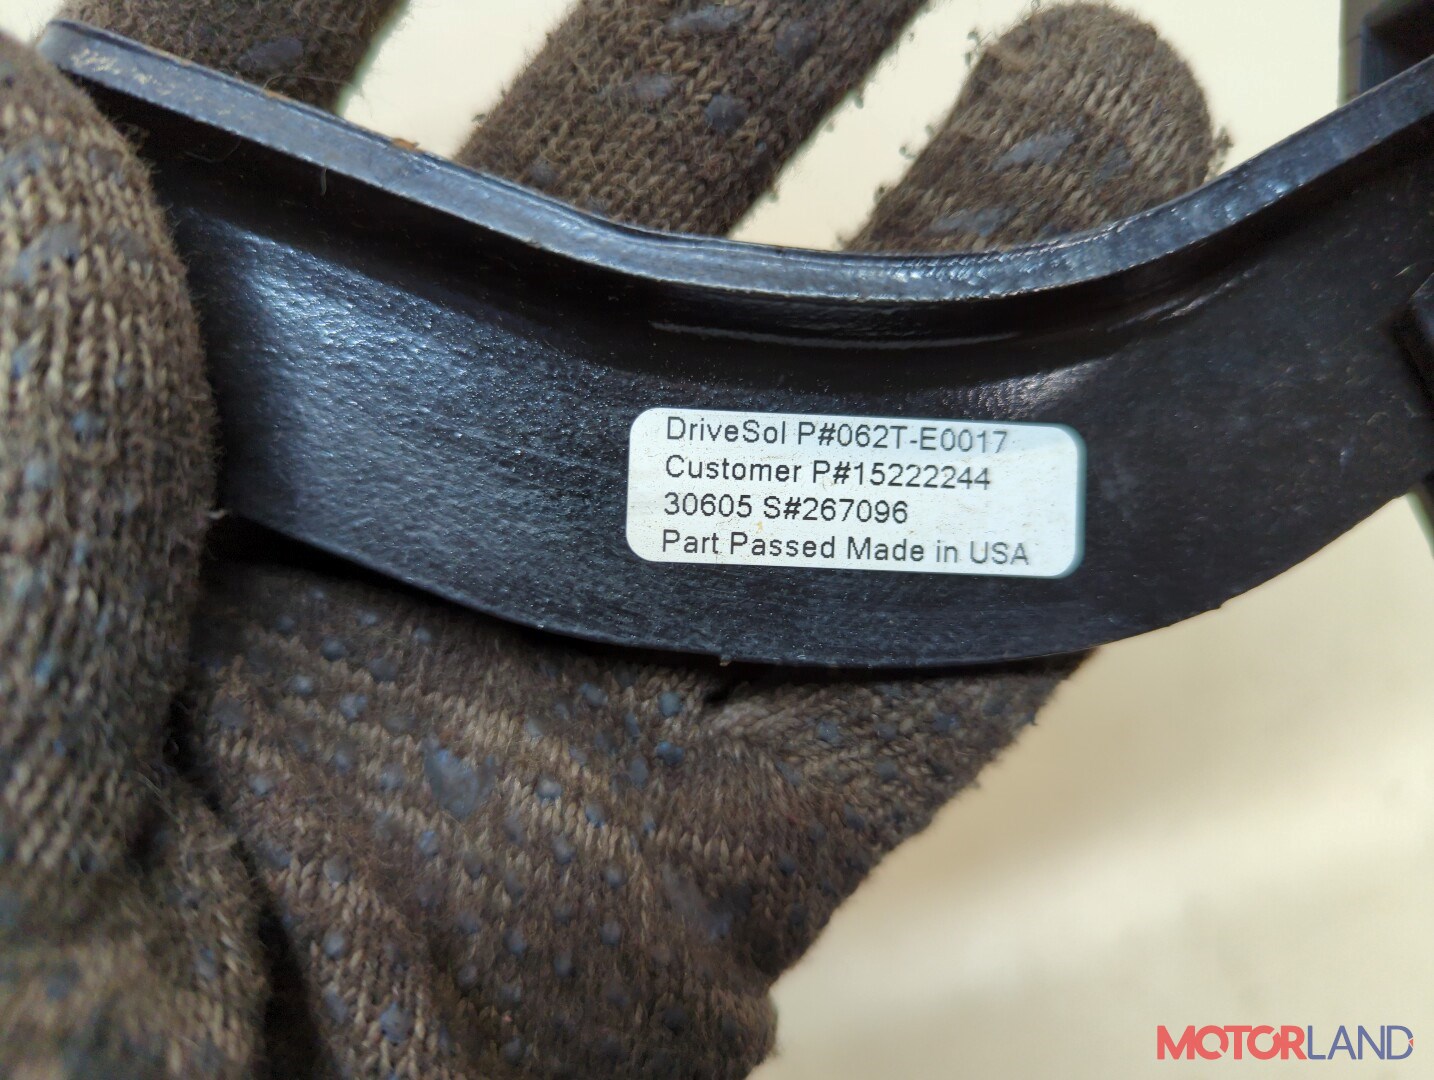 DriveSol P#062T-E0017
Customer P#15222244
30605 S#267096
Part Passed Made in USA
MOTORLAND